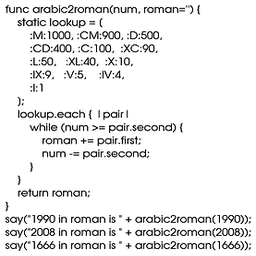 func arabic2roman(num, roman='') {
static lookup = [
:M:1000, :CM:900, :D:500,
:CD:400, :C:100, :XC:90,
:L:50, :XL:40, :X:10,
:IX:9, :V:5, :IV:4,
:I:1
];
lookup.each { |pair|
while (num >= pair.second) {
roman += pair.first;
num -= pair.second;
}
}
return roman;
}
say("1990 in roman is " + arabic2roman(1990));
say("2008 in roman is " + arabic2roman(2008));
say("1666 in roman is " + arabic2roman(1666));